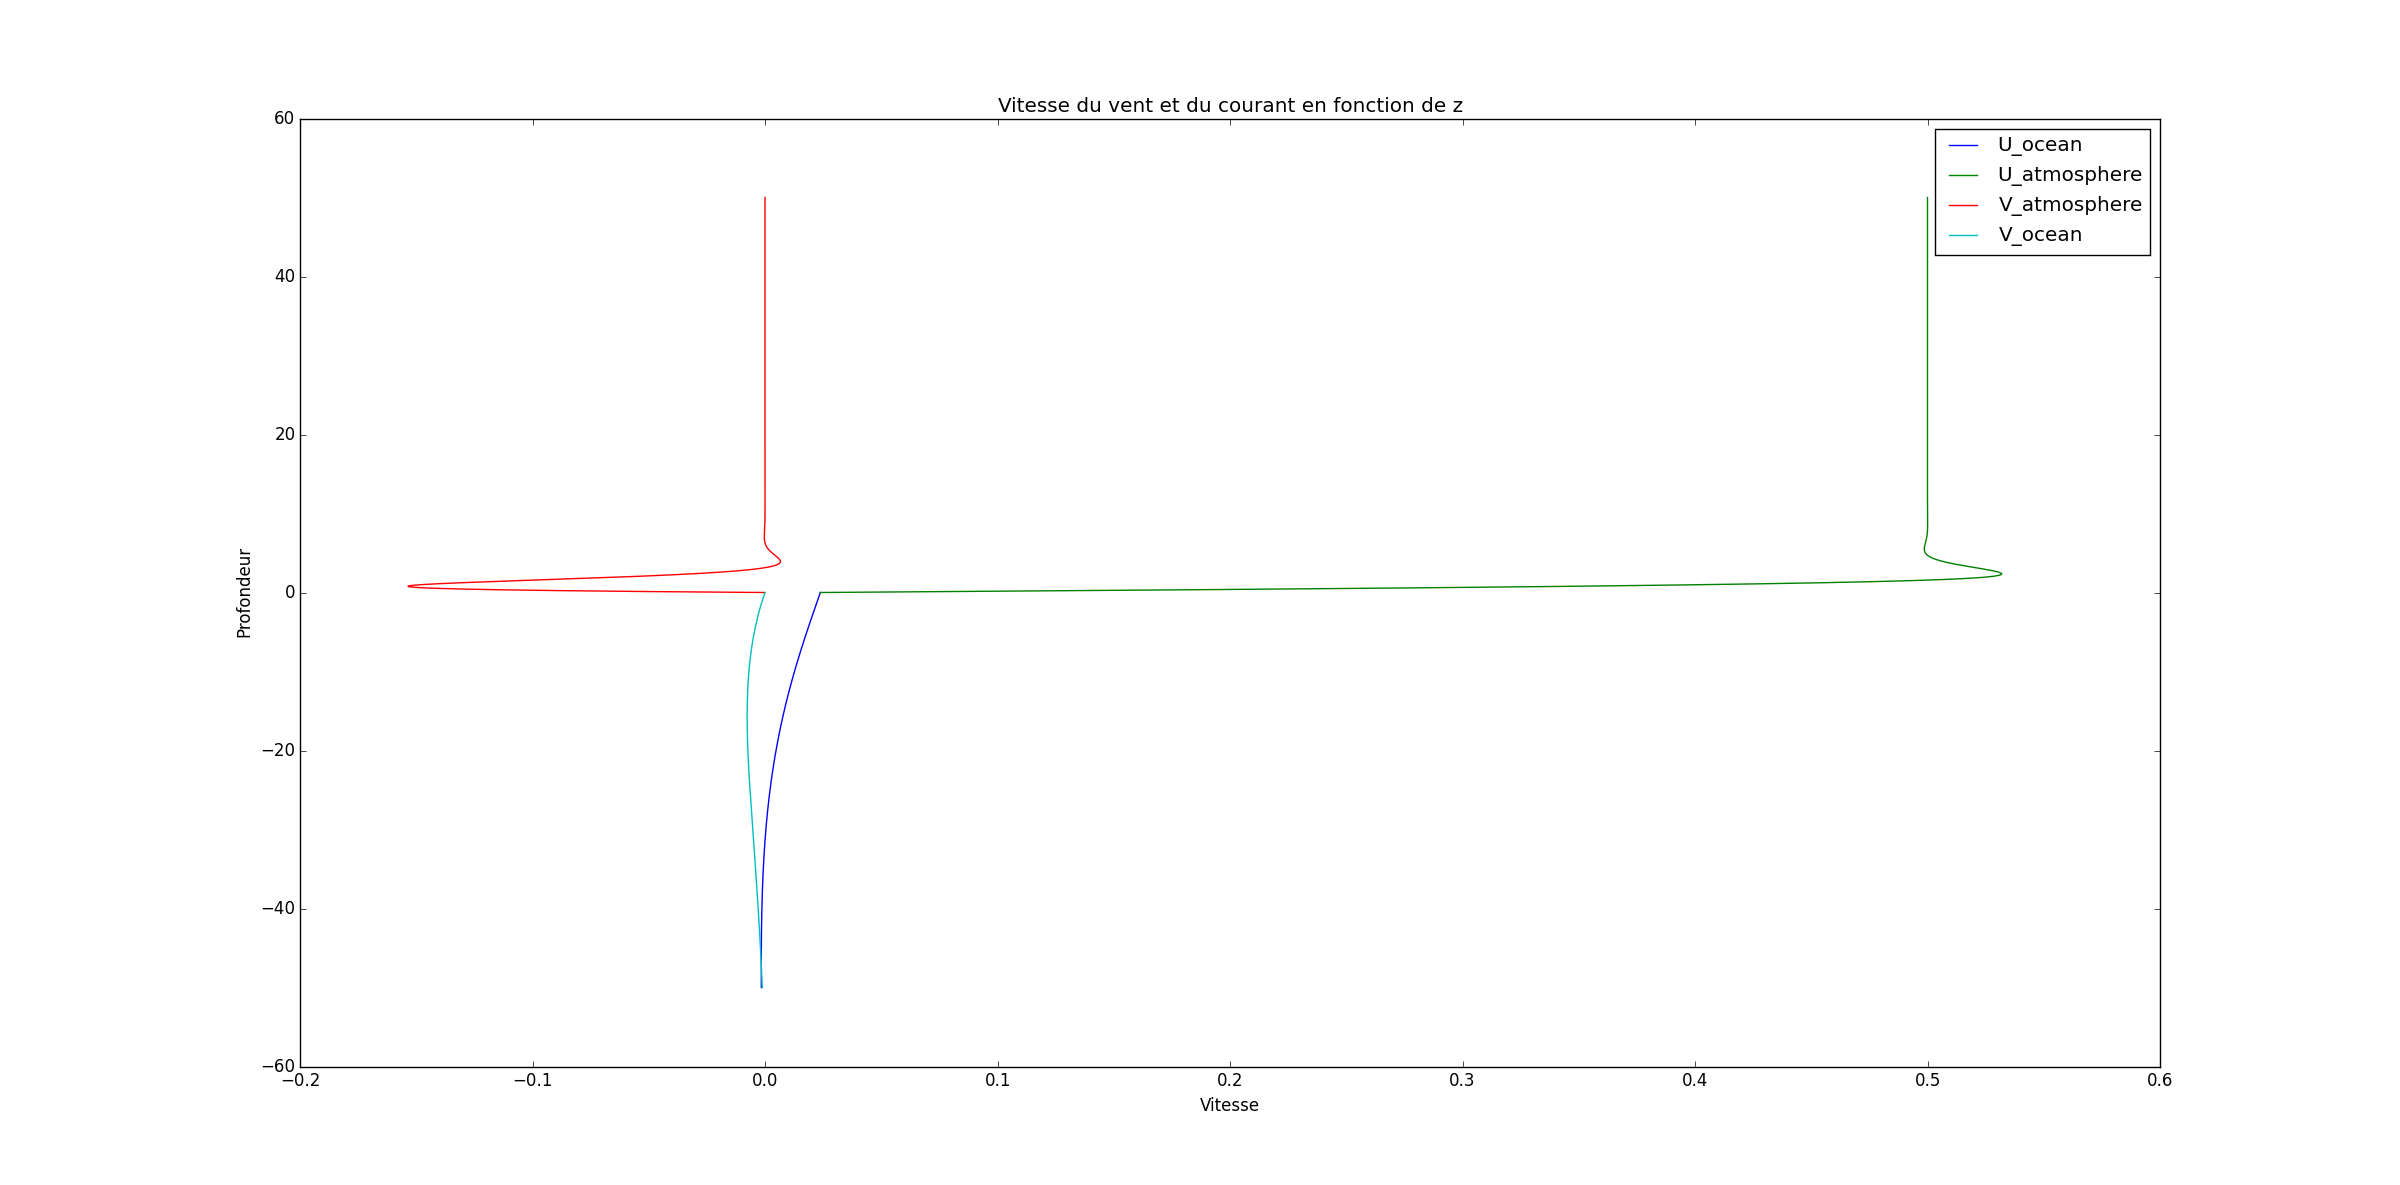 Vitesse du vent et du courant en fonction de z
60
40
20
0
−20
−40
−60
Profondeur
U_ocean
U_atmosphere
V_atmosphere
V_ocean
−0.2 −0.1 0.0 0.1 0.2 0.3 0.4 0.5 0.6
Vitesse